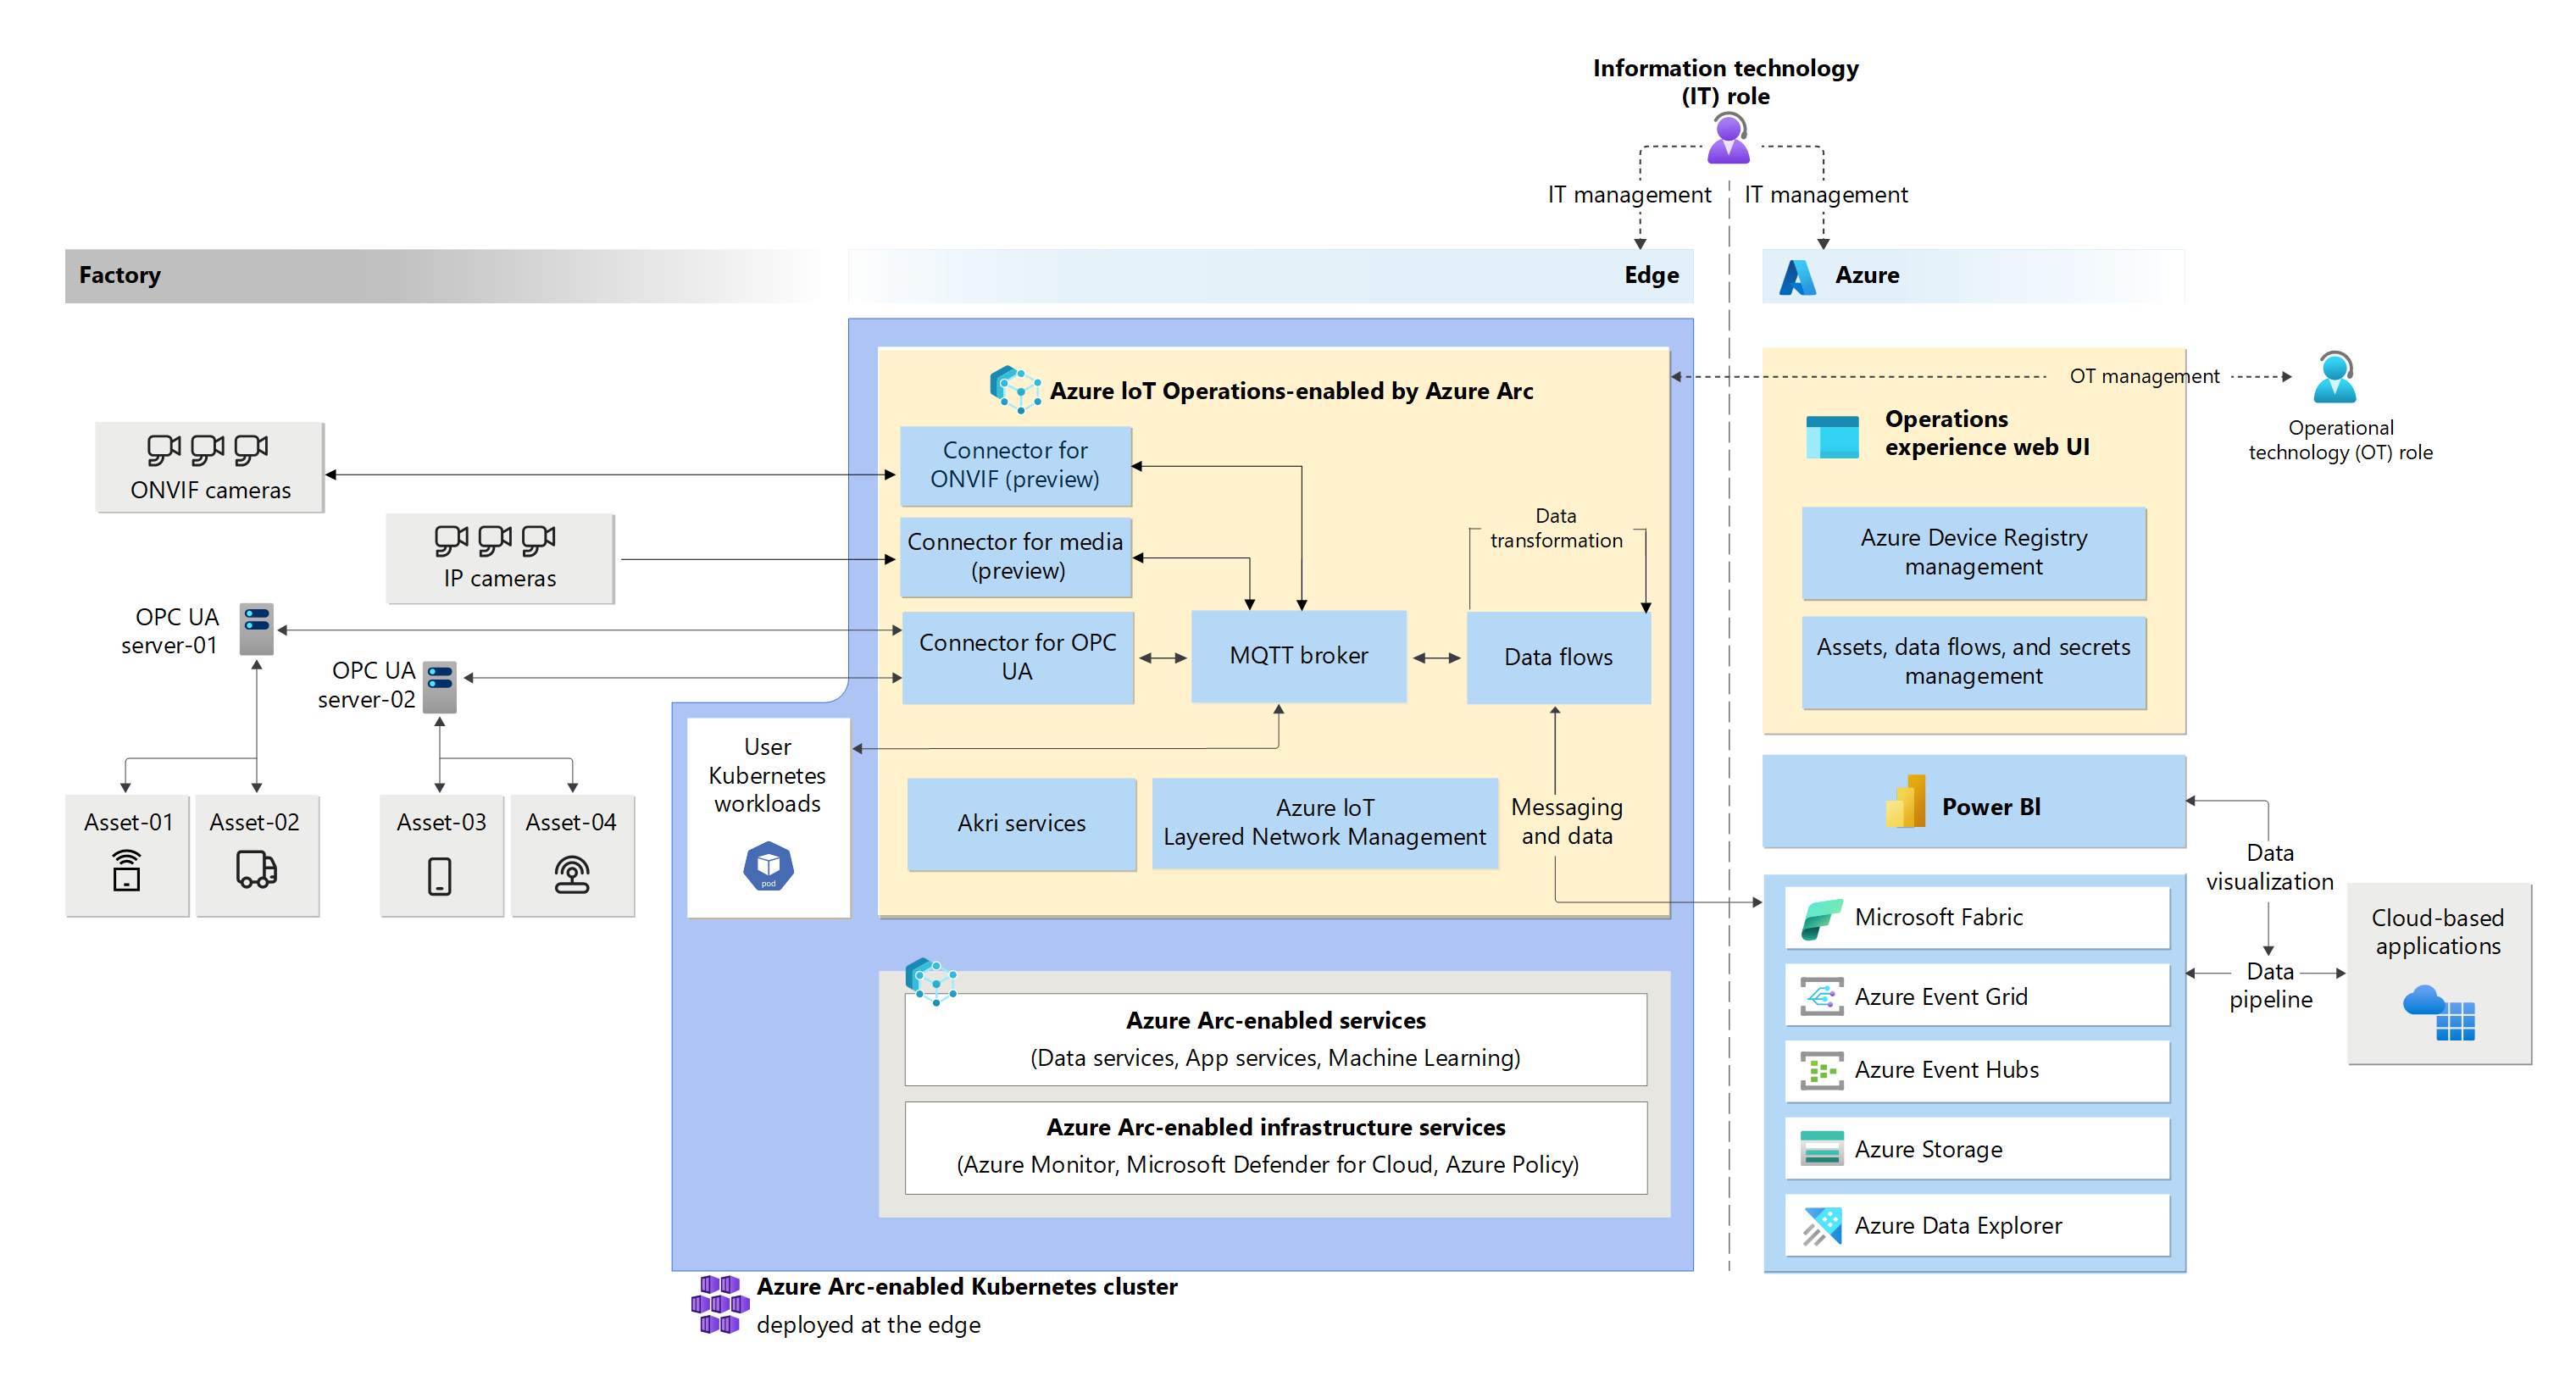 Information technology
(IT) role
IT management
IT management
Factory
Edge
Azure
Azure IoT Operations-enabled by Azure Arc
OT management
Operational
technology (OT) role
Operations
experience web UI
Connector for
ONVIF (preview)
ONVIF cameras
Connector for media
(preview)
IP cameras
Data
transformation
Azure Device Registry
management
OPC UA
server-01
OPC UA
server-02
Connector for OPC
UA
MQTT broker
Data flows
Assets, data flows, and secrets
management
User
Kubernetes
workloads
pod
Asset-01
Asset-02
Asset-03
Asset-04
Akri services
Azure IoT
Layered Network Management
Messaging
and data
Power BI
Data
visualization
Microsoft Fabric
Azure Event Grid
Azure Event Hubs
Azure Storage
Azure Data Explorer
Data
pipeline
Cloud-based
applications
Azure Arc-enabled services
(Data services, App services, Machine Learning)
Azure Arc-enabled infrastructure services
(Azure Monitor, Microsoft Defender for Cloud, Azure Policy)
Azure Arc-enabled Kubernetes cluster
deployed at the edge